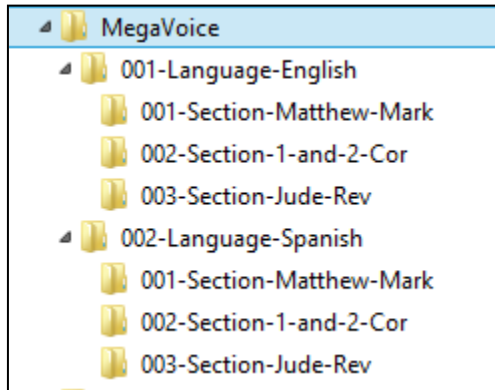 MegaVoice
001-Language-English
001-Section-Matthew-Mark
002-Section-1-and-2-Cor
003-Section-Jude-Rev
002-Language-Spanish
001-Section-Matthew-Mark
002-Section-1-and-2-Cor
003-Section-Jude-Rev